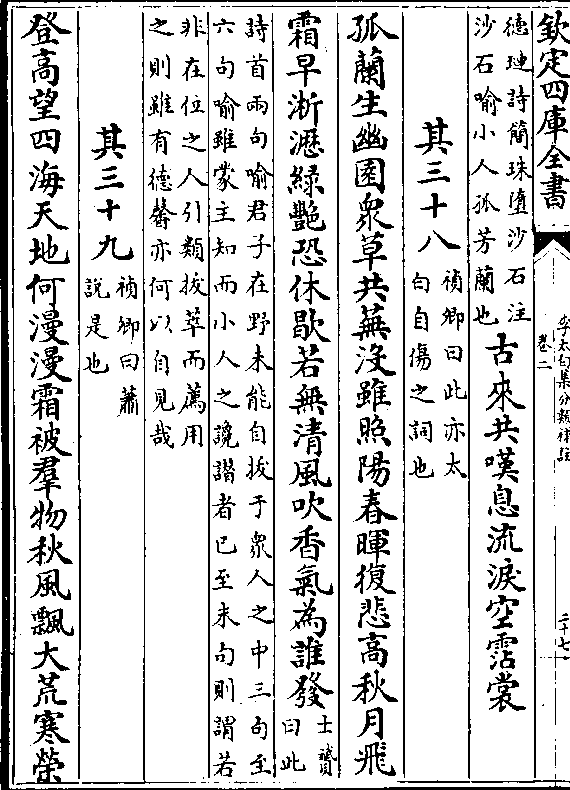 欽定四庫全書
李太白集分類補註
卷二
二十七
德璉詩簡珠墮沙石注
沙石喻小人孤芳蘭也
古來共嘆息流淚空霑裳
其三十八
禎卿曰此亦太
白自傷之詞也
孤蘭生幽園衆草共蕪沒雖照陽春暉復悲高秋月飛
霜早淅瀝緑艶恐休歇若無清風吹香氣為誰發
士贇
曰此
詩首兩句喻君子在野未能自拔于衆人之中三句至
六句喻雖蒙主知而小人之讒譖者已至末句則謂若
非在位之人引類拔萃而薦用
之則雖有德馨亦何以自見哉
其三十九
禎卿曰蕭
說是也
登高望四海天地何漫漫霜被羣物秋風飄大荒寒榮